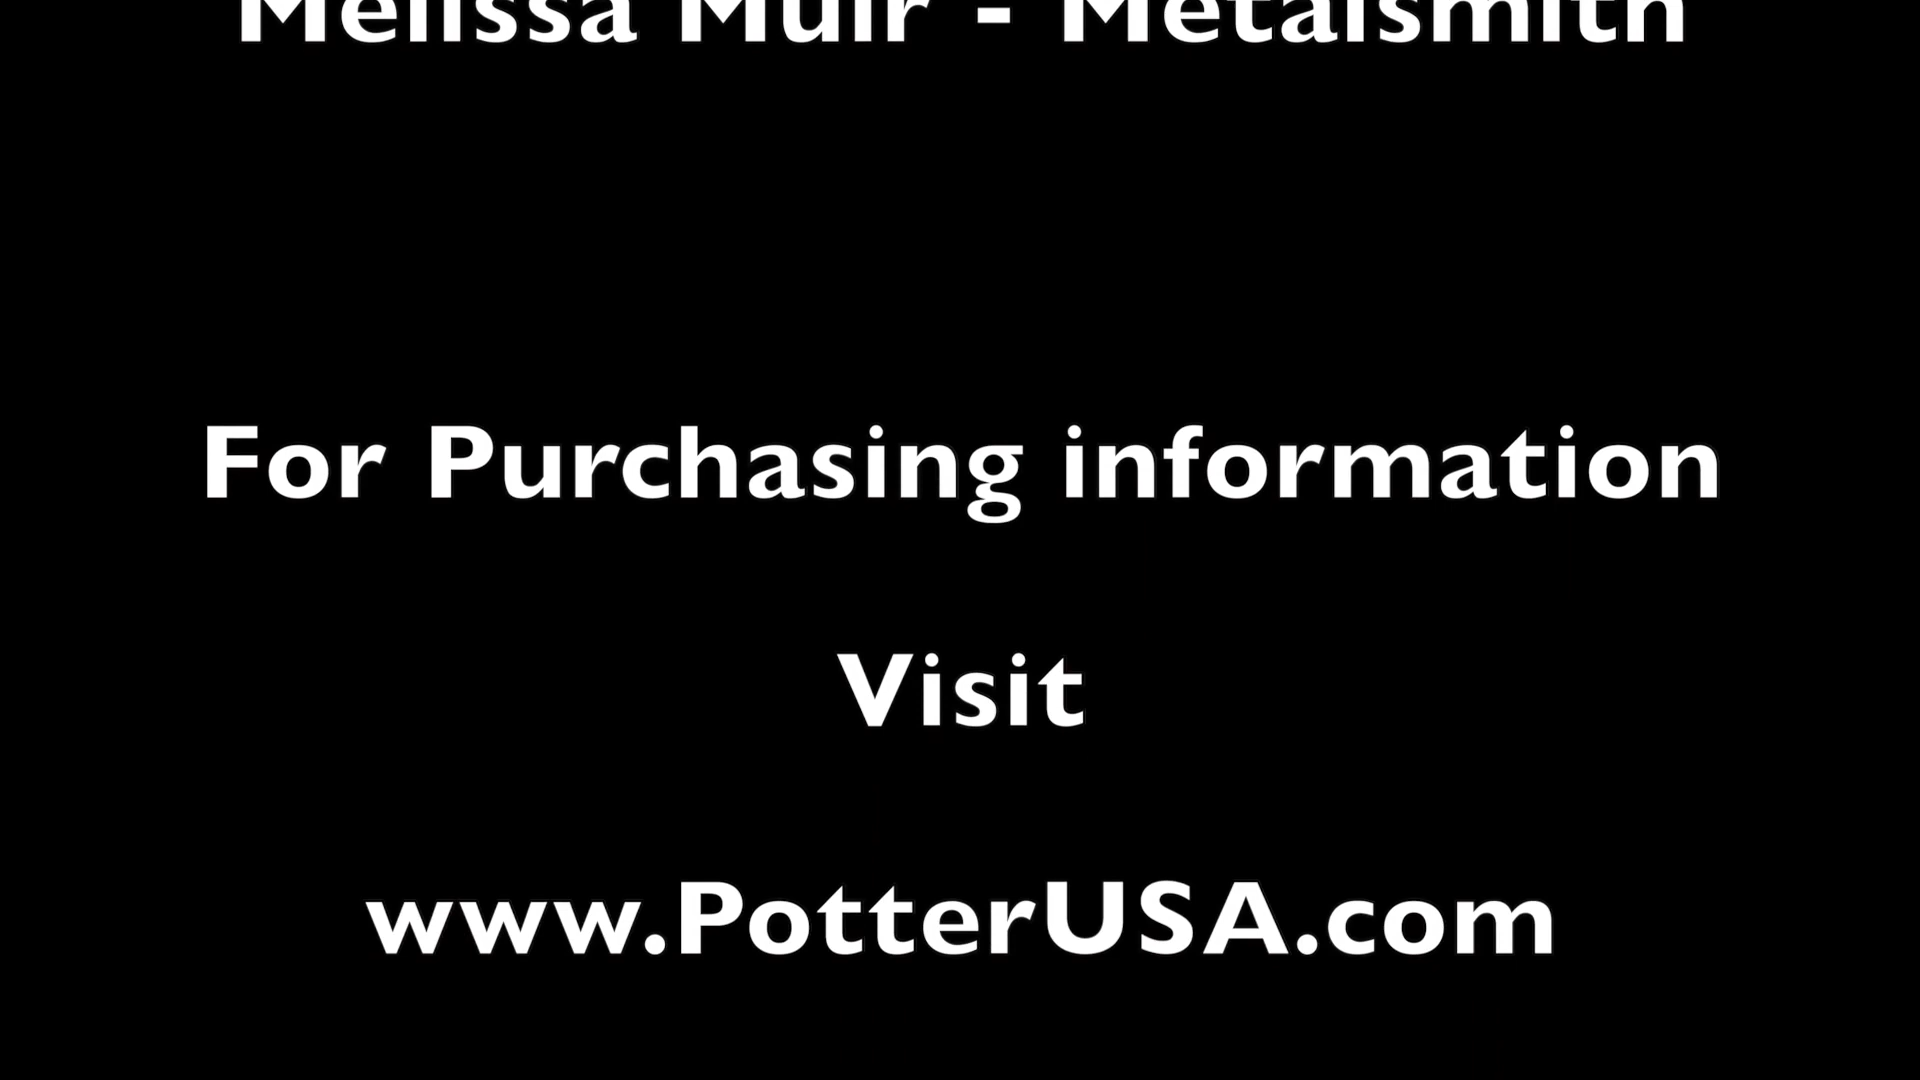 Melissa Muir - Metalsmith
For Purchasing information
Visit
www.PotterUSA.com